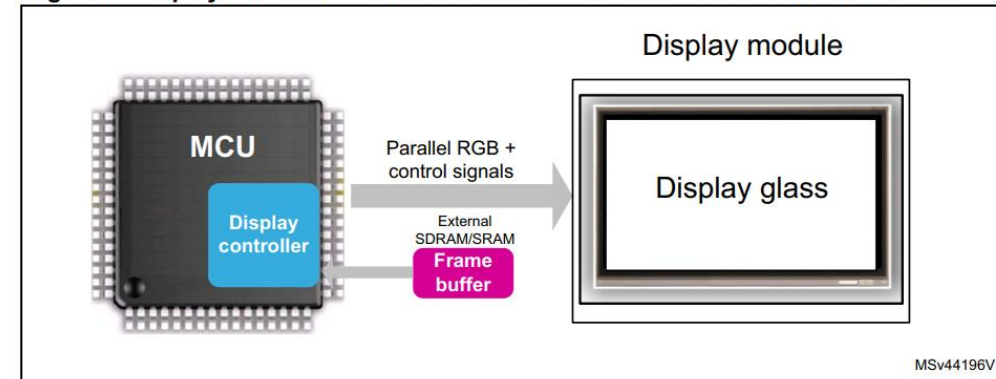 Display module
MCU
Parallel RGB +
control signals
Display glass
Display
controller
External
SDRAM/SRAM
Frame
buffer
MSv44196V